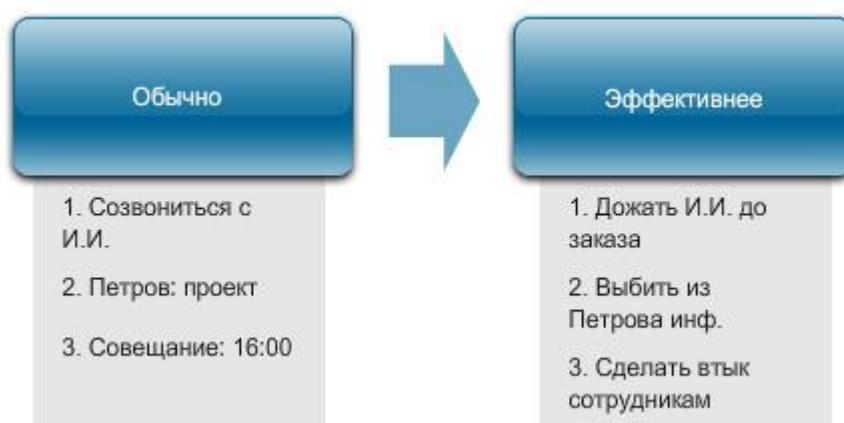 Обычно
1. Созвониться с
И.И.
2. Петров: проект
3. Совещание: 16:00
Эффективнее
1. Дожать И.И. до
заказа
2. Выбить из
Петрова инф.
3. Сделать втык
сотрудникам